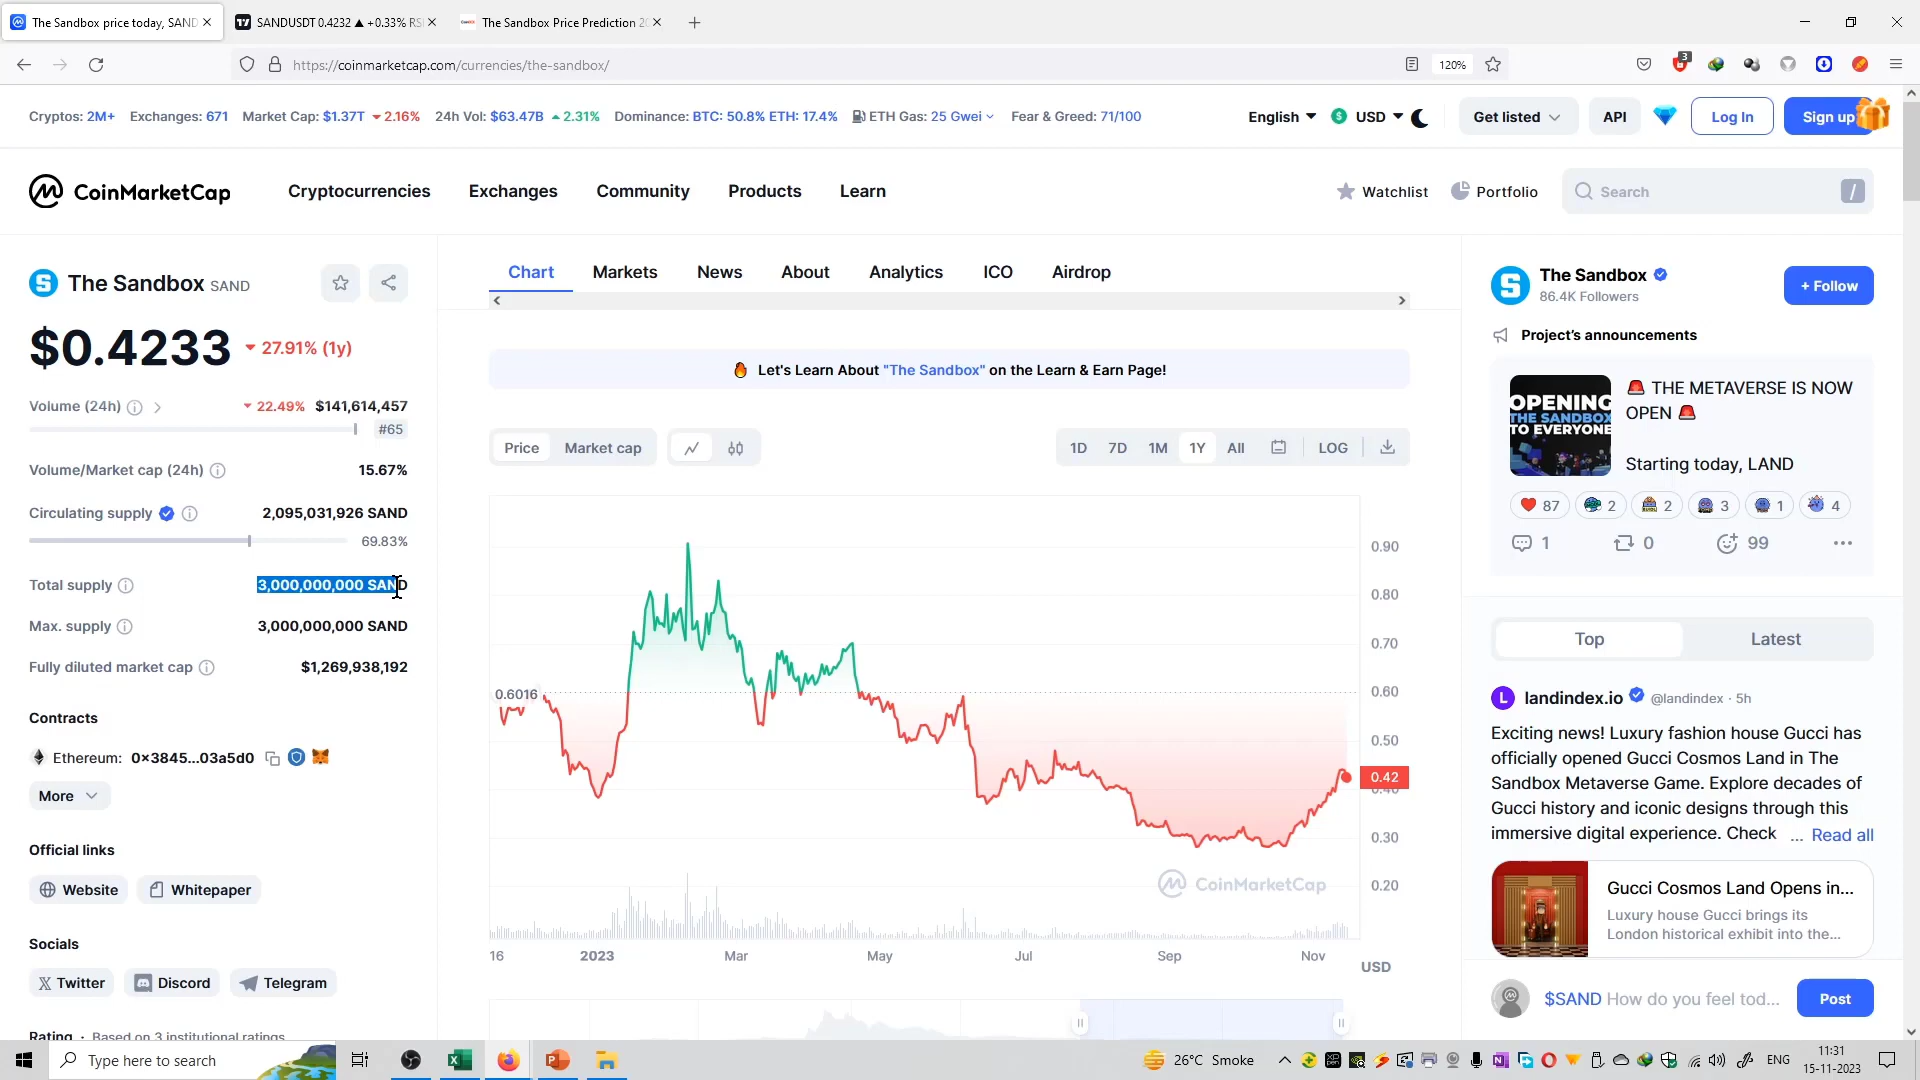 The Sandbox price today, SAND
SANDUSDT 0.4232 ▲ +0.33% RS
The Sandbox Price Prediction 20
https://coinmarketcap.com/currencies/the-sandbox/
120%
3
Cryptos: 2M+ Exchanges: 671 Market Cap: $1.37T 2.16% 24h Vol: $63.47B 2.31% Dominance: BTC: 50.8% ETH: 17.4% ETH Gas: 25 Gwei Fear & Greed: 71/100
English USD Get listed API Log In Sign up
CoinMarketCap
Cryptocurrencies Exchanges Community Products Learn
Watchlist Portfolio Search /
The Sandbox SAND
$0.4233 27.91% (1y)
Volume (24h) 22.49% $141,614,457
#65
Volume/Market cap (24h) 15.67%
Circulating supply 2,095,031,926 SAND
69.83%
Total supply 3,000,000,000 SAND
Max. supply 3,000,000,000 SAND
Fully diluted market cap $1,269,938,192
Contracts
Ethereum: 0x3845...03a5d0
More
Official links
Website Whitepaper
Socials
Twitter Discord Telegram
Rating · Based on 3 institutional ratings
Chart Markets News About Analytics ICO Airdrop
Let's Learn About "The Sandbox" on the Learn & Earn Page!
Price Market cap
1D 7D 1M 1Y All LOG
0.90
0.80
0.70
0.6016
0.60
0.50
0.42
0.40
0.30
0.20
CoinMarketCap
16 2023 Mar May Jul Sep Nov
USD
The Sandbox
86.4K Followers
+ Follow
Project's announcements
OPENING
THE SANDBOX
TO EVERYONE
🚨 THE METAVERSE IS NOW
OPEN 🚨
Starting today, LAND
87 2 2 3 1 4
1 0 99
Top Latest
landindex.io @landindex · 5h
Exciting news! Luxury fashion house Gucci has
officially opened Gucci Cosmos Land in The
Sandbox Metaverse Game. Explore decades of
Gucci history and iconic designs through this
immersive digital experience. Check ... Read all
Gucci Cosmos Land Opens in...
Luxury house Gucci brings its
London historical exhibit into the...
$SAND How do you feel tod... Post
Type here to search
26°C Smoke
ENG
11:31
15-11-2023